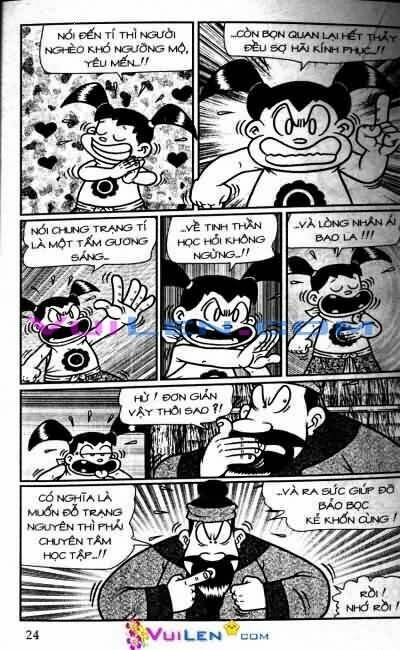 NÓI ĐẾN TÍ THÌ NGƯỜI
NGHÈO KHÓ NGƯỠNG MỘ,
YÊU MẾN..!!
..CÒN BỌN QUAN LẠI HẾT THẢY
ĐỀU SỢ HÃI KÍNH PHỤC..!!
NÓI CHUNG TRẠNG TÍ
LÀ MỘT TẤM GƯƠNG
SÁNG..
..VỀ TINH THẦN
HỌC HỎI KHÔNG
NGỪNG..!!
..VÀ LÒNG NHÂN ÁI
BAO LA !!!
VUILEN.COM
HỪ ! ĐƠN GIẢN
VẬY THÔI SAO ?!
CÓ NGHĨA LÀ
MUỐN ĐỖ TRẠNG
NGUYÊN THÌ PHẢI
CHUYÊN TÂM
HỌC TẬP...!!
..VÀ RA SỨC GIÚP ĐỠ
BẢO BỌC
KẺ KHỐN CÙNG !
RỒI !
NHỚ RỒI !
24
VUILEN.COM